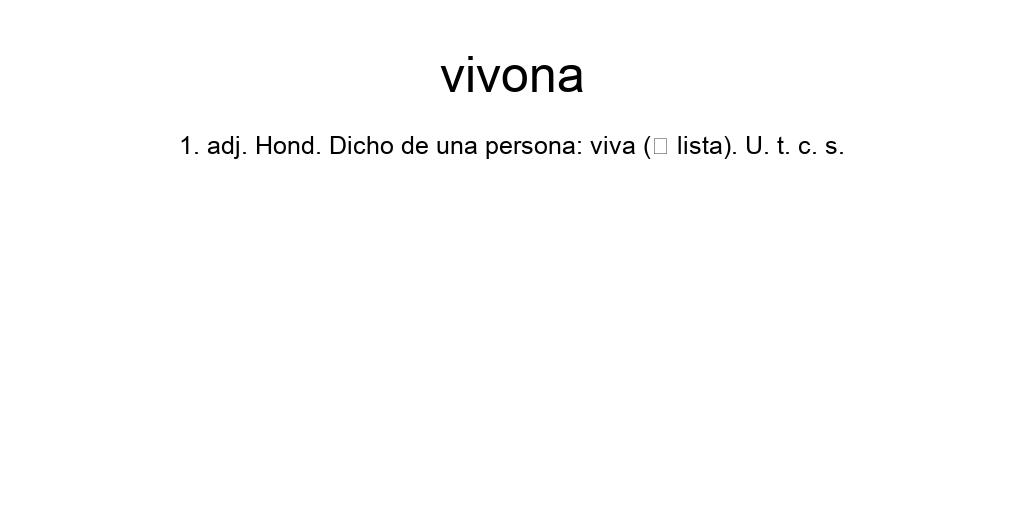 vivona
1. adj. Hond. Dicho de una persona: viva (□ lista). U. t. c. s.